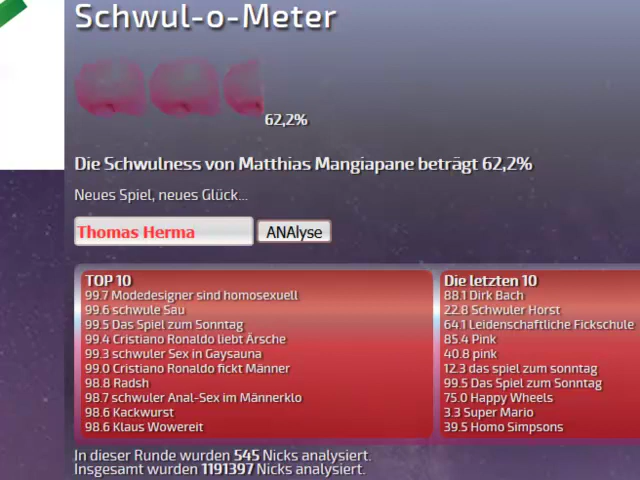 Schwul-o-Meter
62,2%
Die Schwulness von Matthias Mangiapane beträgt 62,2%
Neues Spiel, neues Glück...
Thomas Herma
ANAlyse
TOP 10
99.7 Modedesigner sind homosexuell
99.6 schwule Sau
99.5 Das Spiel zum Sonntag
99.4 Cristiano Ronaldo liebt Ärsche
99.3 schwuler Sex in Gaysauna
99.0 Cristiano Ronaldo fickt Männer
98.8 Radsh
98.7 schwuler Anal-Sex im Männerklo
98.6 Kackwurst
98.6 Klaus Wowereit
Die letzten 10
88.1 Dirk Bach
22.8 Schwuler Horst
64.1 Leidenschaftliche Fickschule
85.4 Pink
40.8 pink
12.3 das spiel zum sonntag
99.5 Das Spiel zum Sonntag
75.0 Happy Wheels
3.3 Super Mario
39.5 Homo Simpsons
In dieser Runde wurden 545 Nicks analysiert.
Insgesamt wurden 1191397 Nicks analysiert.